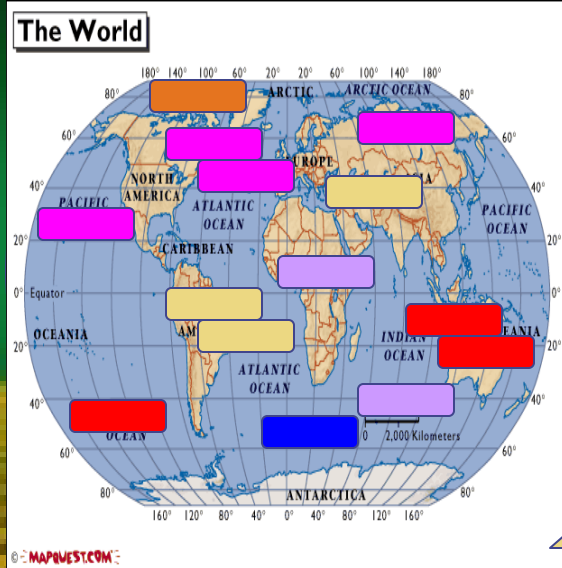 The World
180° 140° 100° 60° 20° 20° 60° 100° 140° 180°
80° ARCTIC ARCTIC OCEAN 80°
60° 60°
EUROPE
NORTH
AMERICA
40° 40°
PACIFIC
ATLANTIC
OCEAN
PACIFIC
OCEAN
20° 20°
CARIBBEAN
0° Equator 0°
OCEANIA
AM
INDIAN
OCEAN
EANIA
20° 20°
ATLANTIC
OCEAN
40° 40°
OCEAN
0 2,000 Kilometers
60° 60°
80° 80°
ANTARCTICA
160° 120° 80° 40° 0° 40° 80° 120° 160°
© MAPQUEST.COM